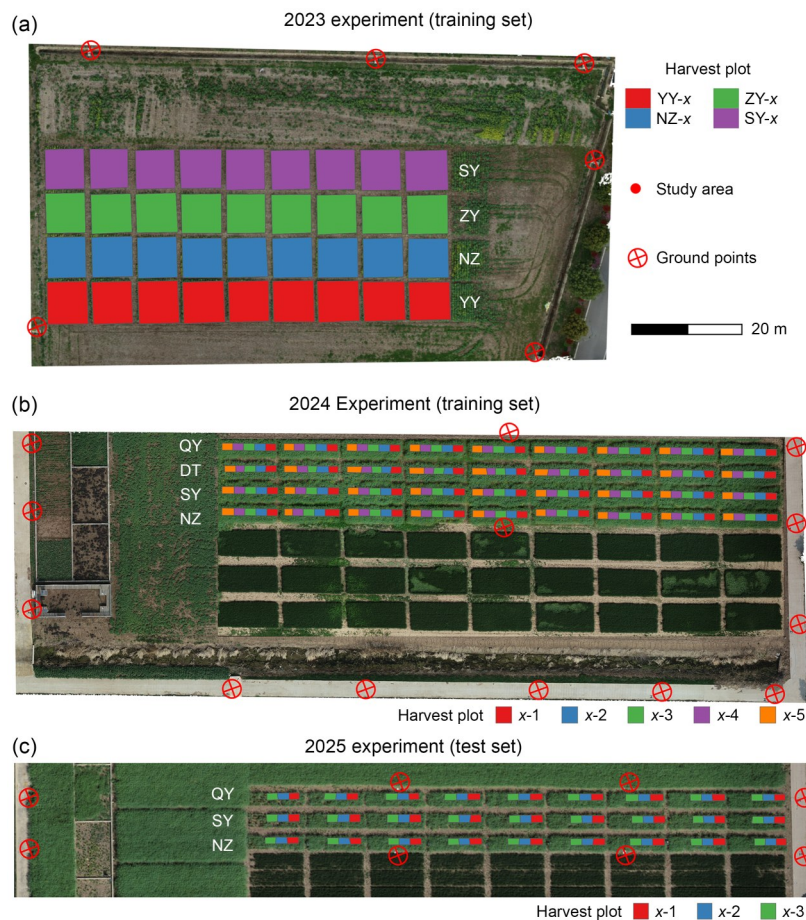 (a)
2023 experiment (training set)
Harvest plot
YY-x ZY-x
NZ-x SY-x
Study area
Ground points
20 m
SY
ZY
NZ
YY
(b)
2024 Experiment (training set)
QY
DT
SY
NZ
Harvest plot x-1 x-2 x-3 x-4 x-5
(c)
2025 experiment (test set)
QY
SY
NZ
Harvest plot x-1 x-2 x-3